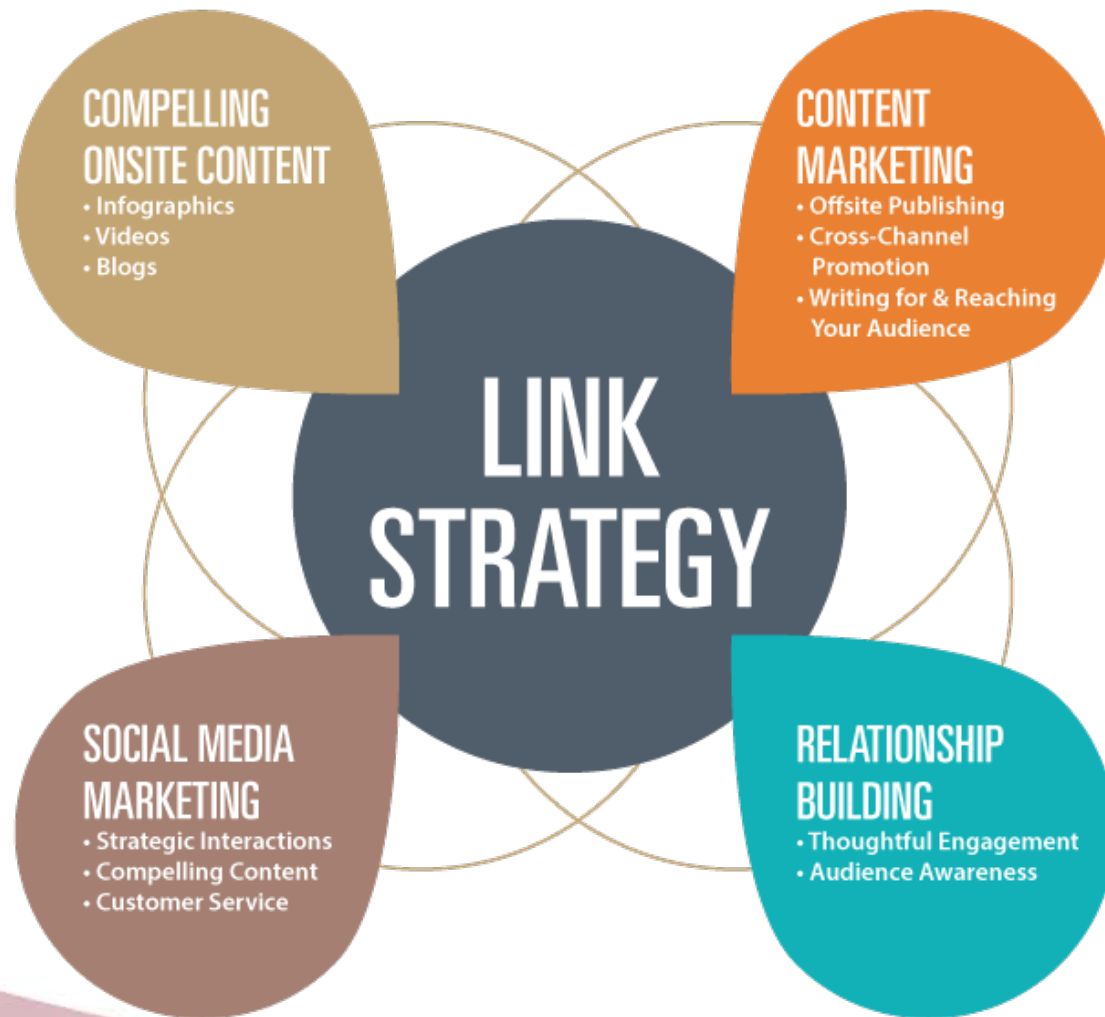 COMPELLING
ONSITE CONTENT
• Infographics
• Videos
• Blogs
CONTENT
MARKETING
• Offsite Publishing
• Cross-Channel
Promotion
• Writing for & Reaching
Your Audience
LINK
STRATEGY
SOCIAL MEDIA
MARKETING
• Strategic Interactions
• Compelling Content
• Customer Service
RELATIONSHIP
BUILDING
• Thoughtful Engagement
• Audience Awareness